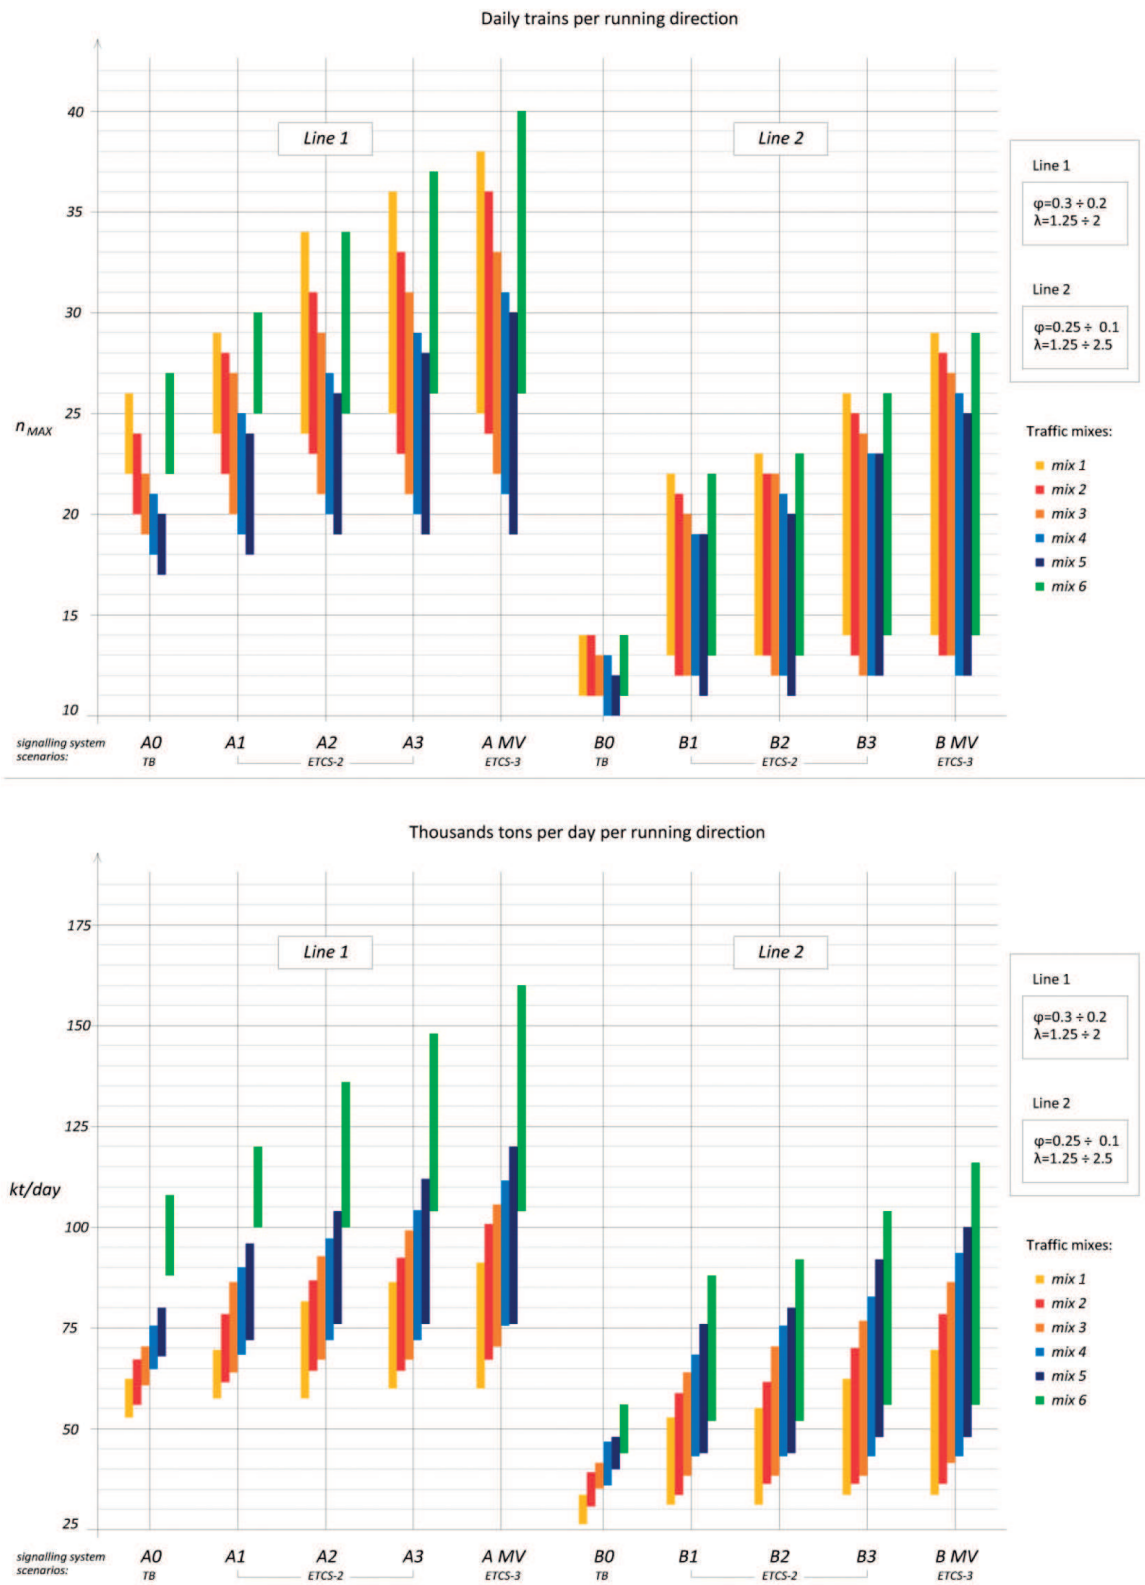 Daily trains per running direction
40
Line 1
Line 2
35
30
25
n MAX
20
15
10
Line 1
φ=0.3 ÷ 0.2
λ=1.25 ÷ 2
Line 2
φ=0.25 ÷ 0.1
λ=1.25 ÷ 2.5
Traffic mixes:
mix 1
mix 2
mix 3
mix 4
mix 5
mix 6
signalling system
scenarios:
A0 A1 A2 A3 A MV B0 B1 B2 B3 B MV
TB ETCS-2 ETCS-3 TB ETCS-2 ETCS-3
Thousands tons per day per running direction
175
Line 1
Line 2
150
125
kt/day
100
75
50
25
Line 1
φ=0.3 ÷ 0.2
λ=1.25 ÷ 2
Line 2
φ=0.25 ÷ 0.1
λ=1.25 ÷ 2.5
Traffic mixes:
mix 1
mix 2
mix 3
mix 4
mix 5
mix 6
signalling system
scenarios:
A0 A1 A2 A3 A MV B0 B1 B2 B3 B MV
TB ETCS-2 ETCS-3 TB ETCS-2 ETCS-3